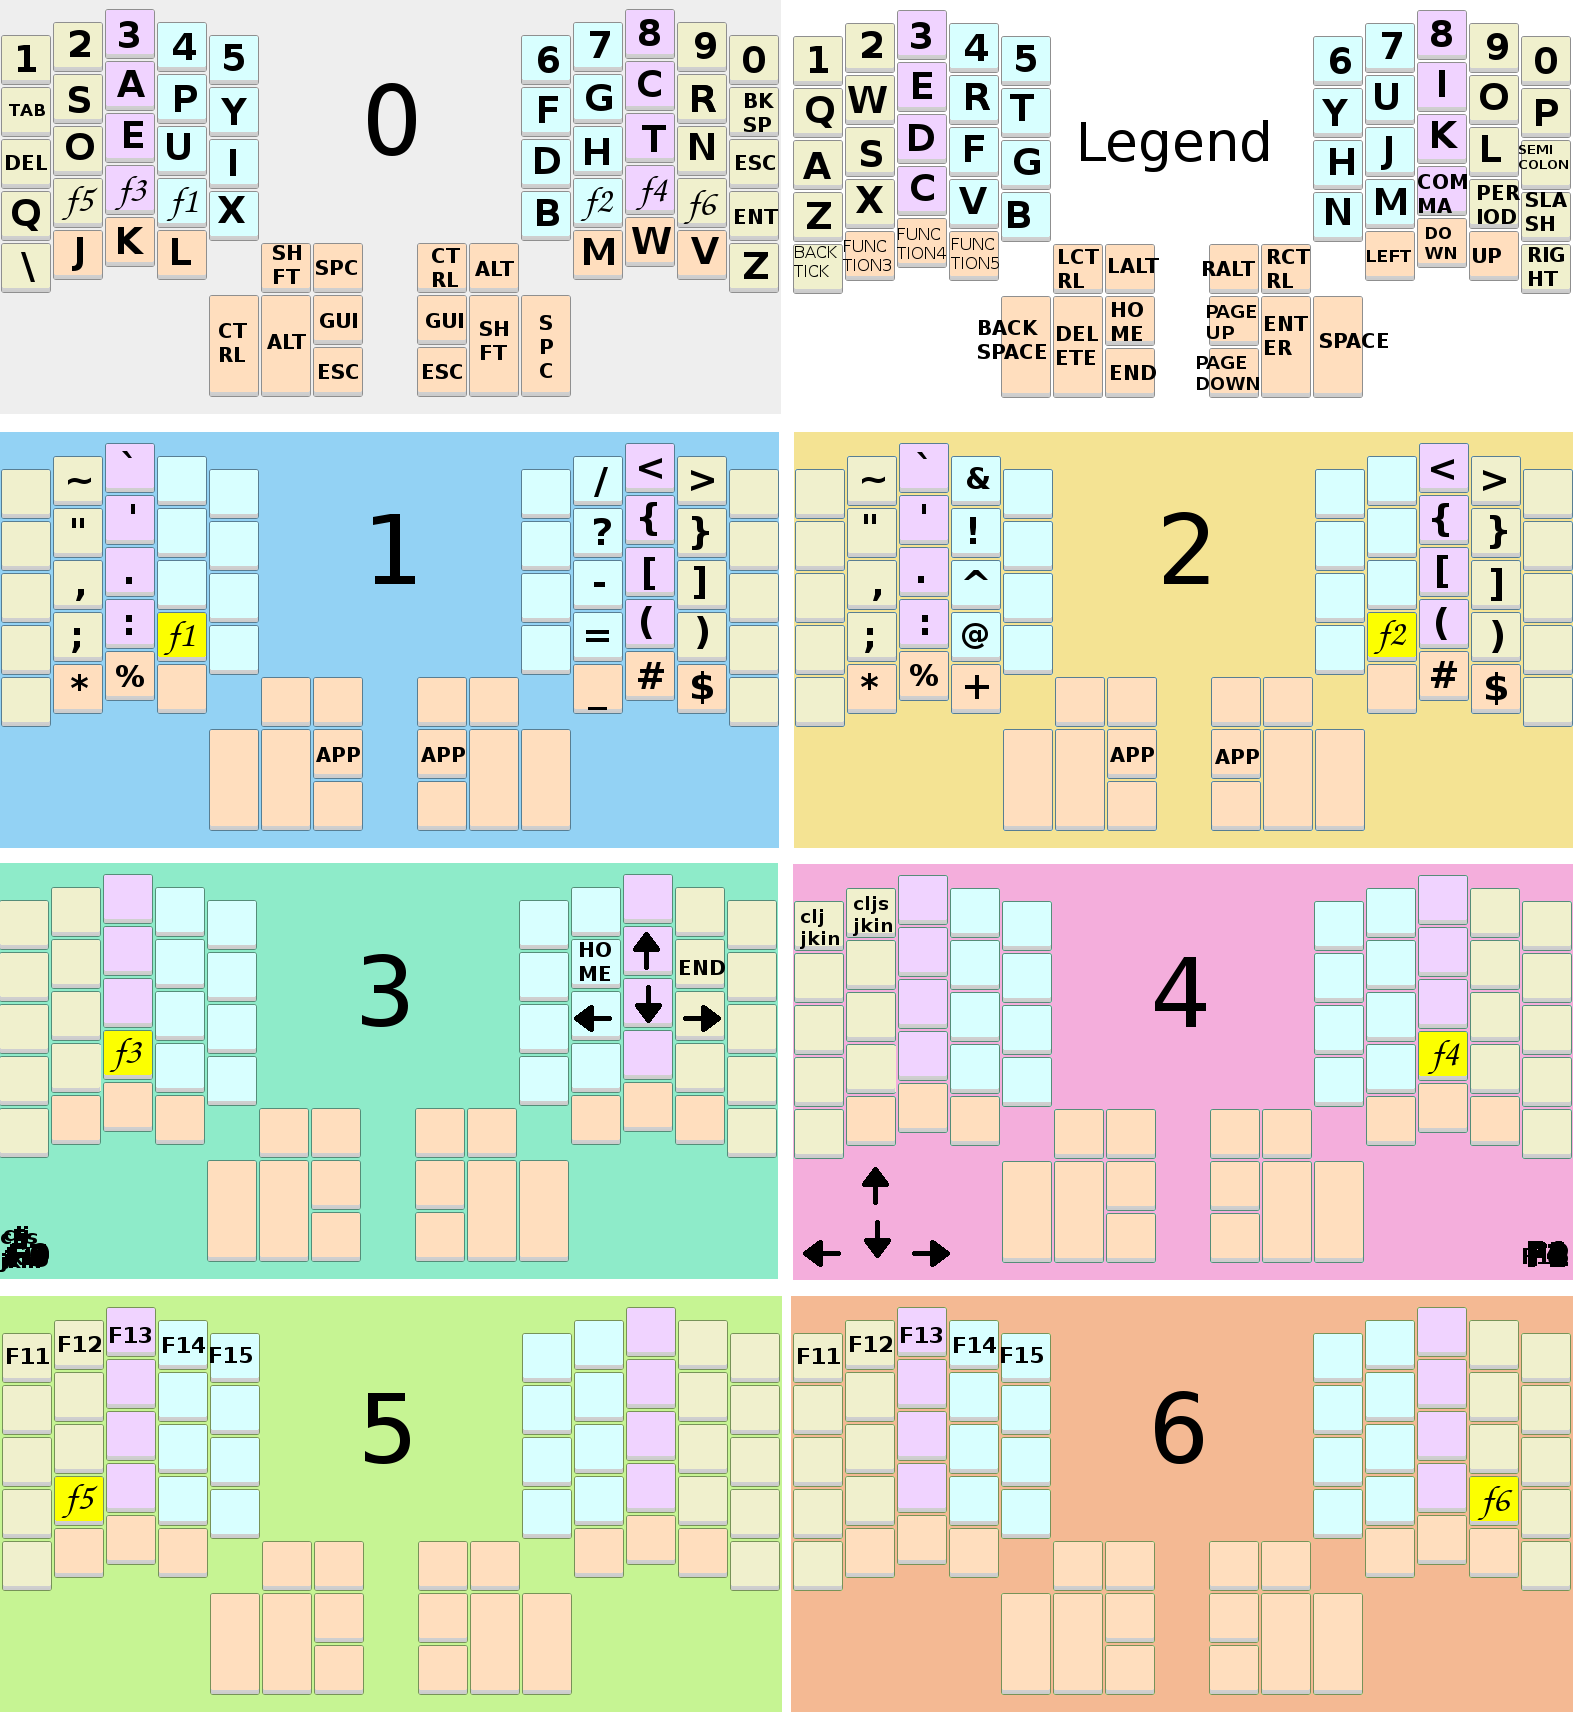 1 2 3 4 5 6 7 8 9 0
TAB S A P Y F G C R BK SP
DEL O E U I D H T N ESC
Q f5 f3 f1 X B f2 f4 f6 ENT
\ J K L M W V Z
SH FT SPC CT RL ALT
CT RL ALT GUI GUI SH FT S P C
ESC ESC
0
1 2 3 4 5 6 7 8 9 0
Q W E R T Y U I O P
A S D F G H J K L SEMI COLON
Z X C V B N M COM MA PER IOD SLA SH
BACK TICK FUNC TION3 FUNC TION4 FUNC TION5 LEFT DO WN UP RIG HT
LCT RL LALT RALT RCT RL
BACK SPACE DEL ETE HO ME PAGE UP ENT ER SPACE
END PAGE DOWN
Legend
~ ` / < >
" ' ? { }
, . - [ ]
; : f1 = ( )
* % _ # $
APP APP
1
~ ` & < >
" ' ! { }
, . ^ [ ]
; : @ f2 ( )
* % + # $
APP APP
2
HO ME END
f3
3
clj jkin cljs jkin
f4
4
F11 F12 F13 F14 F15
f5
5
F11 F12 F13 F14 F15
f6
6